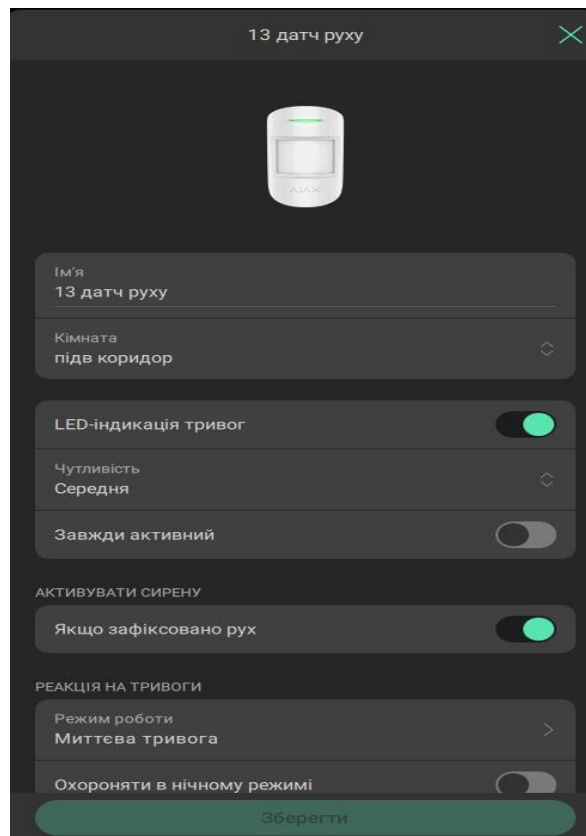 13 датч руху
AJAX
Ім'я
13 датч руху
Кімната
підв коридор
LED-індикація тривог
Чутливість
Середня
Завжди активний
АКТИВУВАТИ СИРЕНУ
Якщо зафіксовано рух
РЕАКЦІЯ НА ТРИВОГИ
Режим роботи
Миттєва тривога
Охороняти в нічному режимі
Зберегти